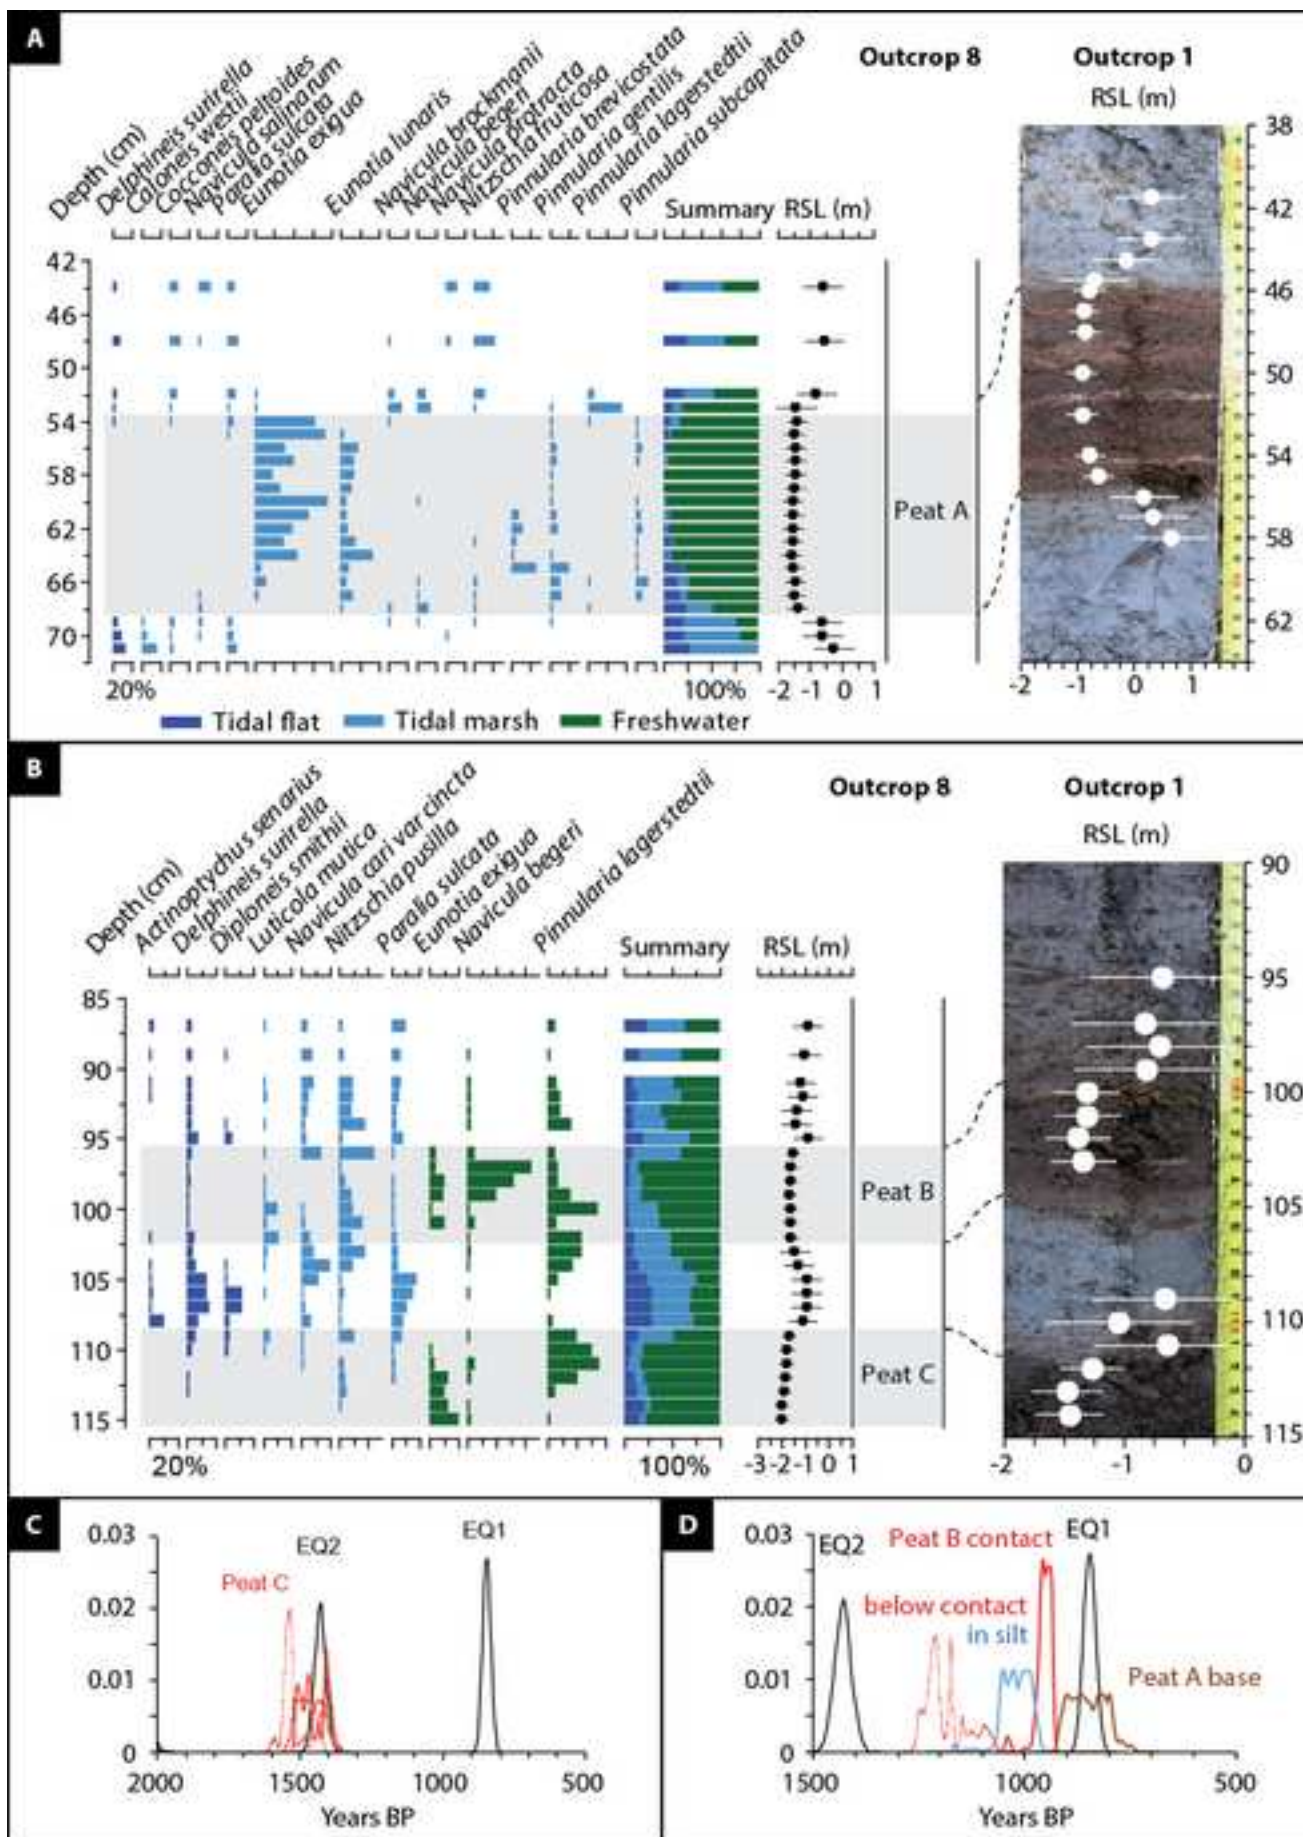 A
Depth (cm)
Delphineis surirella
Caloneis westii
Cocconeis peltoides
Navicula salinarum
Paralia sulcata
Eunotia exigua
Eunotia lunaris
Navicula brockmanii
Navicula begeri
Navicula protracta
Nitzschia fruticosa
Pinnularia brevicostata
Pinnularia gentilis
Pinnularia lagerstedtii
Pinnularia subcapitata
Summary
RSL (m)
Outcrop 8
Outcrop 1
RSL (m)
42
46
50
54
58
62
66
70
20%
100%
-2 -1 0 1
Peat A
38
42
46
50
54
58
62
-2 -1 0 1
Tidal flat
Tidal marsh
Freshwater
B
Depth (cm)
Actinoptychus senarius
Delphineis surirella
Diploneis smithii
Luticola mutica
Navicula cari var cincta
Nitzschia pusilla
Paralia sulcata
Eunotia exigua
Navicula begeri
Pinnularia lagerstedtii
Summary
RSL (m)
Outcrop 8
Outcrop 1
RSL (m)
85
90
95
100
105
110
115
20%
100%
-3 -2 -1 0 1
Peat B
Peat C
90
95
100
105
110
115
-2 -1 0
C
0.03
0.02
0.01
0
EQ2
EQ1
Peat C
2000 1500 1000 500
Years BP
D
0.03
0.02
0.01
0
EQ2
Peat B contact
EQ1
below contact
in silt
Peat A base
1500 1000 500
Years BP